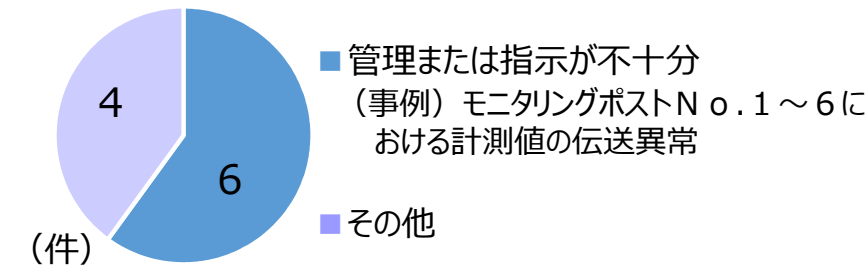 4
6
(件)
■管理または指示が不十分
(事例)モニタリングポストNo.1~6に
おける計測値の伝送異常
■その他